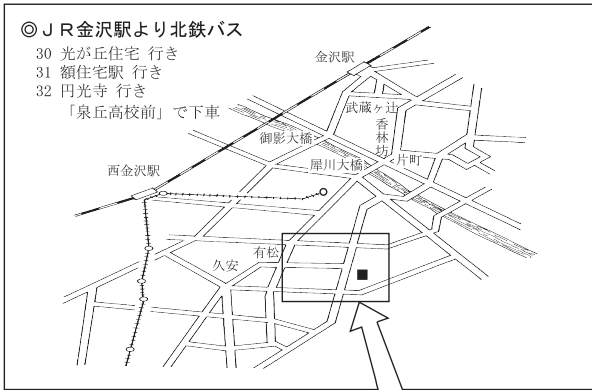 ◎ＪＲ金沢駅より北鉄バス
30 光が丘住宅 行き
31 額住宅駅 行き
32 円光寺 行き
「泉丘高校前」で下車
金沢駅
武蔵ヶ辻
香林坊
御影大橋
犀川大橋
片町
西金沢駅
有松
久安